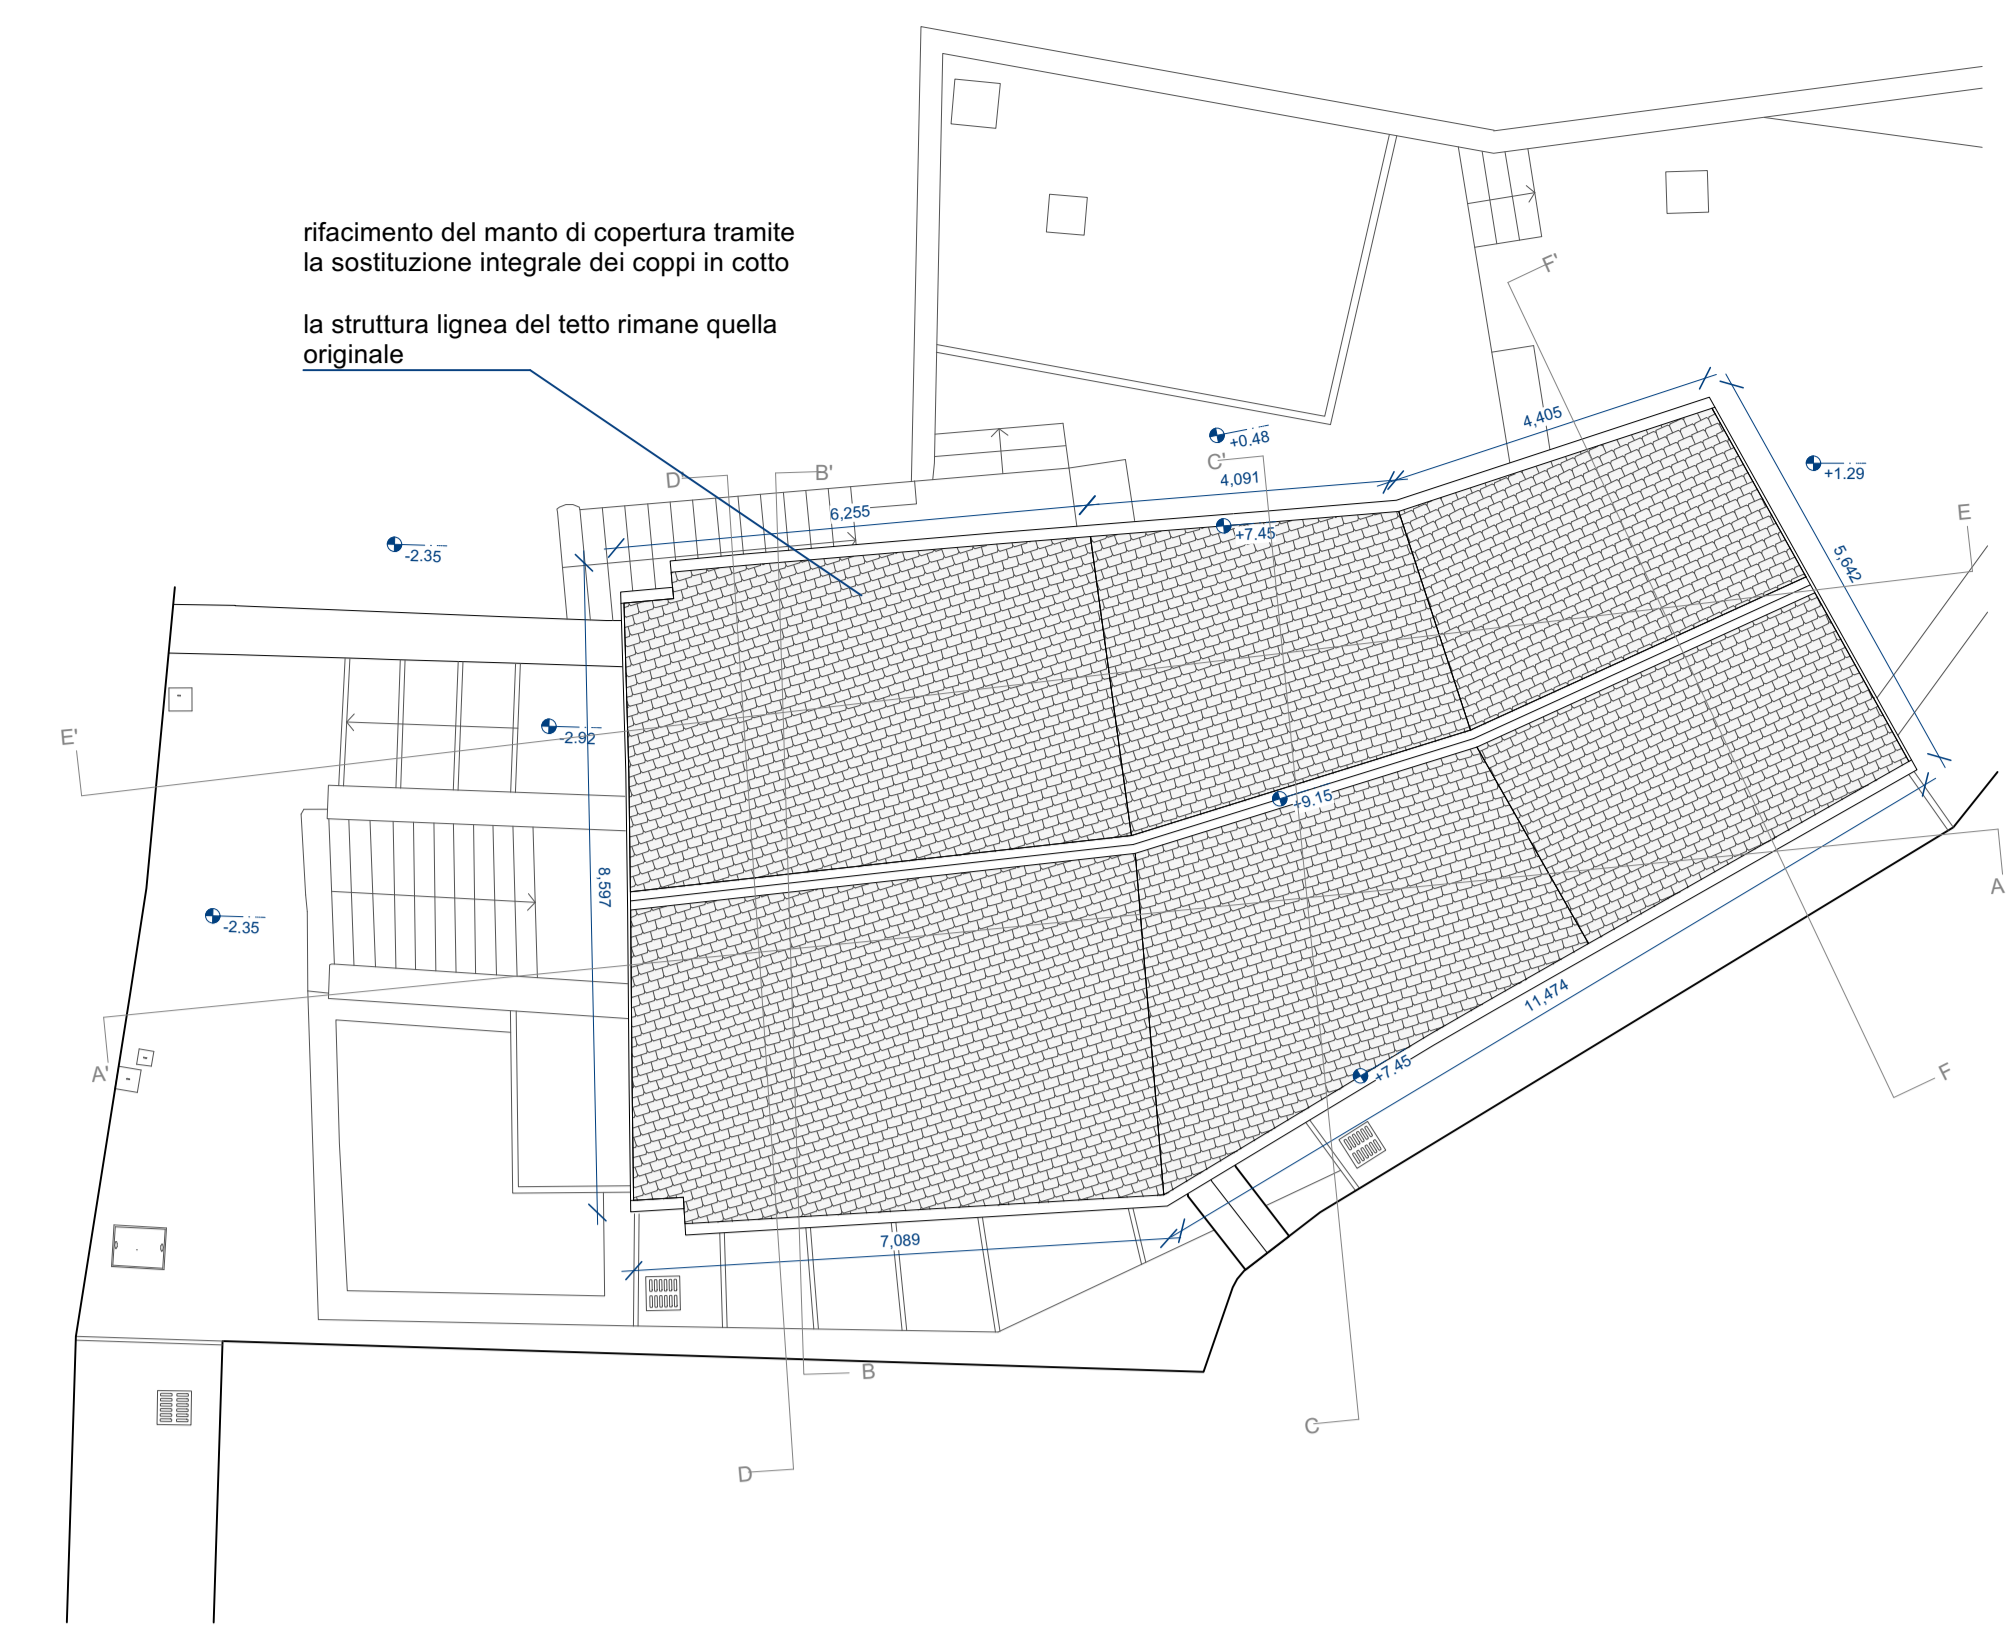 rifacimento del manto di copertura tramite
la sostituzione integrale dei coppi in cotto
la struttura lignea del tetto rimane quella
originale
F'
4,405
+0.48
C'
4,091
+1.29
D'
B'
6,255
+7.45
E
-2.35
5,642
E'
-2.92
+9.15
8,597
A
-2.35
11,474
A'
+7.45
F
7,089
B
C
D